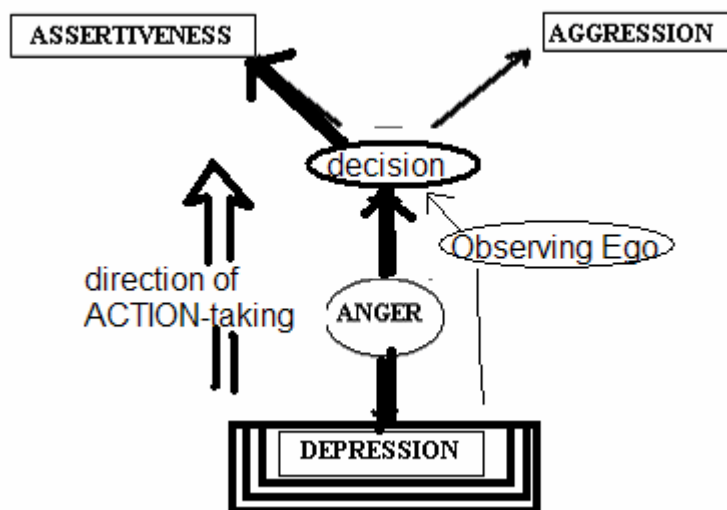 ASSERTIVENESS
AGGRESSION
decision
Observing Ego
direction of
ACTION-taking
ANGER
DEPRESSION